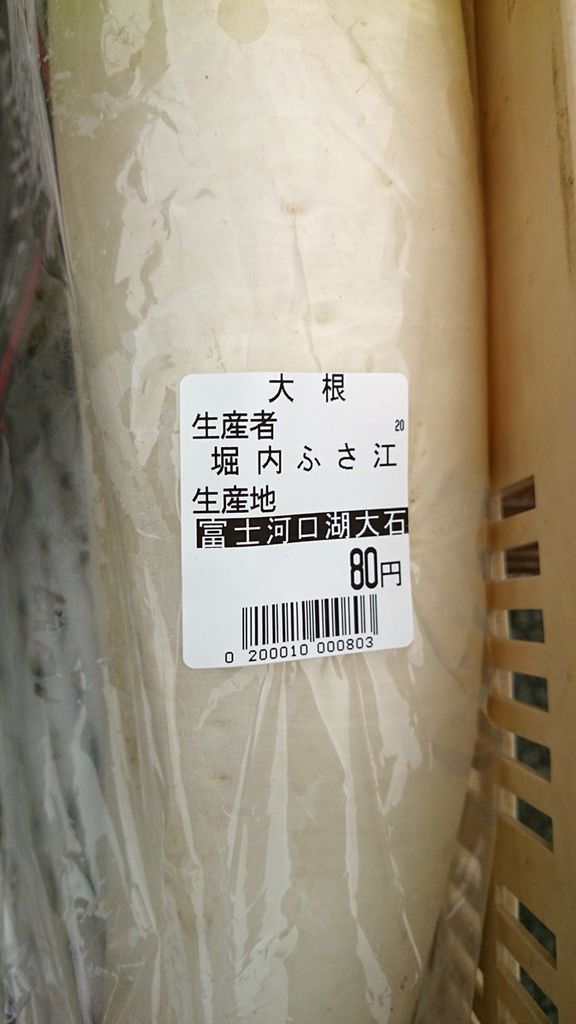 大根
生産者 20
堀内ふさ江
生産地
富士河口湖大石
80円
0 200010 000803